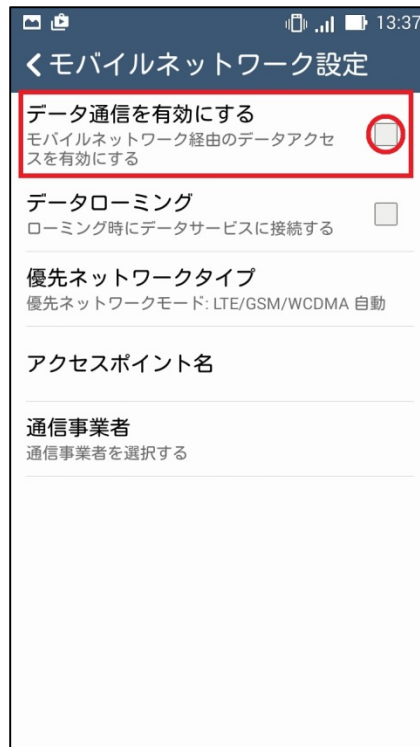 13:37
モバイルネットワーク設定
データ通信を有効にする
モバイルネットワーク経由のデータアクセ
スを有効にする
データローミング
ローミング時にデータサービスに接続する
優先ネットワークタイプ
優先ネットワークモード: LTE/GSM/WCDMA 自動
アクセスポイント名
通信事業者
通信事業者を選択する